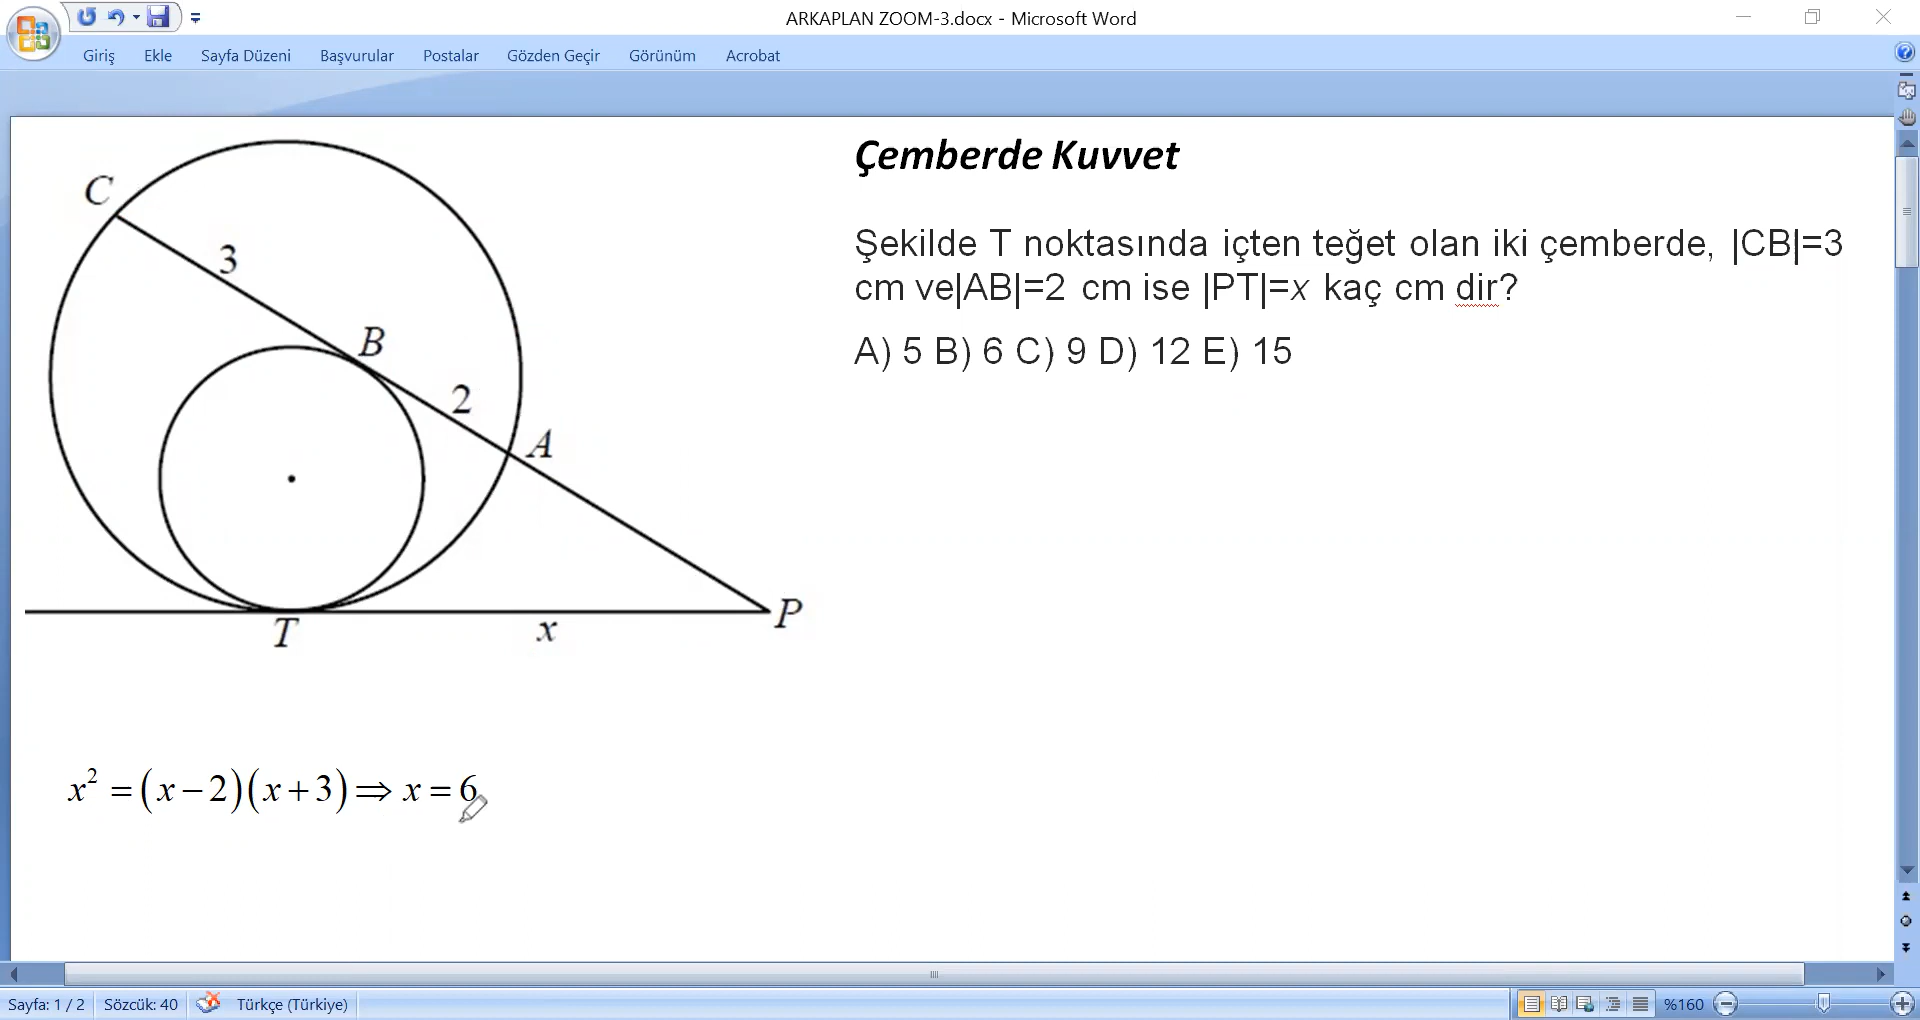 ARKAPLAN ZOOM-3.docx - Microsoft Word
Giriş Ekle Sayfa Düzeni Başvurular Postalar Gözden Geçir Görünüm Acrobat
Çemberde Kuvvet
Şekilde T noktasında içten teğet olan iki çemberde, |CB|=3
cm ve|AB|=2 cm ise |PT|=x kaç cm dir?
A) 5 B) 6 C) 9 D) 12 E) 15
C
3
B
2
A
T
x
P
x² = (x − 2)(x + 3) ⇒ x = 6
Sayfa: 1 / 2 Sözcük: 40 Türkçe (Türkiye) %160